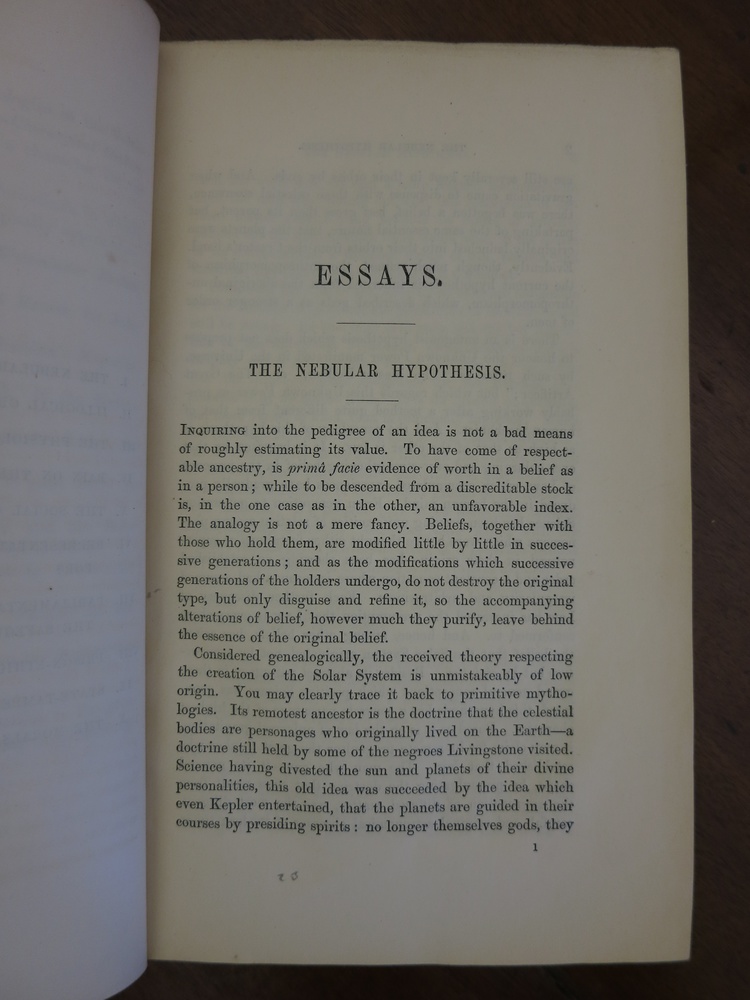 ESSAYS.
THE NEBULAR HYPOTHESIS.
INQUIRING into the pedigree of an idea is not a bad means
of roughly estimating its value. To have come of respect-
able ancestry, is primâ facie evidence of worth in a belief as
in a person; while to be descended from a discreditable stock
is, in the one case as in the other, an unfavorable index.
The analogy is not a mere fancy. Beliefs, together with
those who hold them, are modified little by little in succes-
sive generations; and as the modifications which successive
generations of the holders undergo, do not destroy the original
type, but only disguise and refine it, so the accompanying
alterations of belief, however much they purify, leave behind
the essence of the original belief.
Considered genealogically, the received theory respecting
the creation of the Solar System is unmistakeably of low
origin. You may clearly trace it back to primitive mytho-
logies. Its remotest ancestor is the doctrine that the celestial
bodies are personages who originally lived on the Earth—a
doctrine still held by some of the negroes Livingstone visited.
Science having divested the sun and planets of their divine
personalities, this old idea was succeeded by the idea which
even Kepler entertained, that the planets are guided in their
courses by presiding spirits: no longer themselves gods, they
1